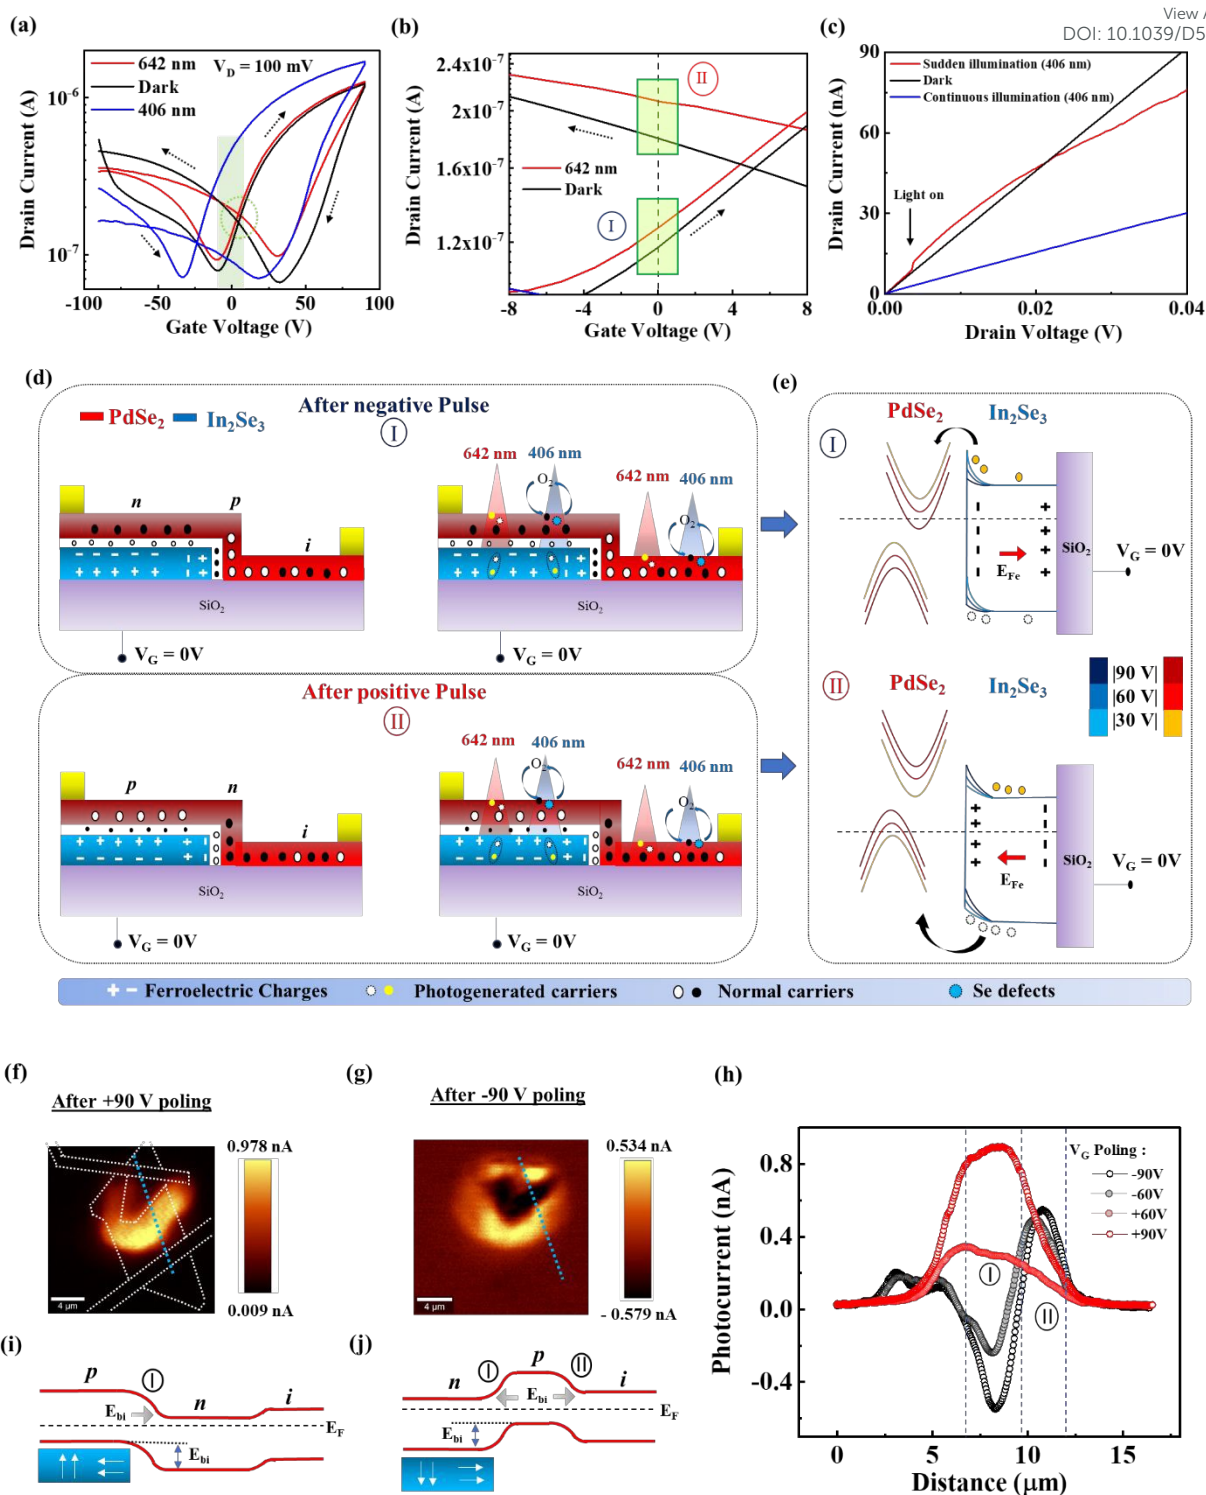 View A
DOI: 10.1039/D5
(a)
642 nm
Dark
406 nm
V_D = 100 mV
Drain Current (A)
10⁻⁶
10⁻⁷
-100 -50 0 50 100
Gate Voltage (V)
(b)
2.4x10⁻⁷
2.0x10⁻⁷
1.6x10⁻⁷
1.2x10⁻⁷
Drain Current (A)
II
642 nm
Dark
I
-8 -4 0 4 8
Gate Voltage (V)
(c)
90
60
30
0
Drain Current (nA)
Sudden illumination (406 nm)
Dark
Continuous illumination (406 nm)
Light on
0.00 0.02 0.04
Drain Voltage (V)
(d)
After negative Pulse
PdSe₂ In₂Se₃
I
n p i
SiO₂
V_G = 0V
642 nm 406 nm
O₂
642 nm 406 nm
O₂
SiO₂
V_G = 0V
After positive Pulse
II
p n i
SiO₂
V_G = 0V
642 nm 406 nm
O₂
642 nm 406 nm
O₂
SiO₂
V_G = 0V
(e)
PdSe₂ In₂Se₃
I
E_Fe
SiO₂
V_G = 0V
II
PdSe₂ In₂Se₃
|90 V|
|60 V|
|30 V|
E_Fe
SiO₂
V_G = 0V
Ferroelectric Charges Photogenerated carriers Normal carriers Se defects
(f)
After +90 V poling
0.978 nA
0.009 nA
4 μm
(g)
After -90 V poling
0.534 nA
- 0.579 nA
4 μm
(h)
V_G Poling :
-90V
-60V
+60V
+90V
Photocurrent (nA)
0.8
0.4
0.0
-0.4
I
II
0 5 10 15
Distance (μm)
(i)
p I n i
E_bi
E_F
E_bi
(j)
n I p II i
E_bi
E_F
E_bi